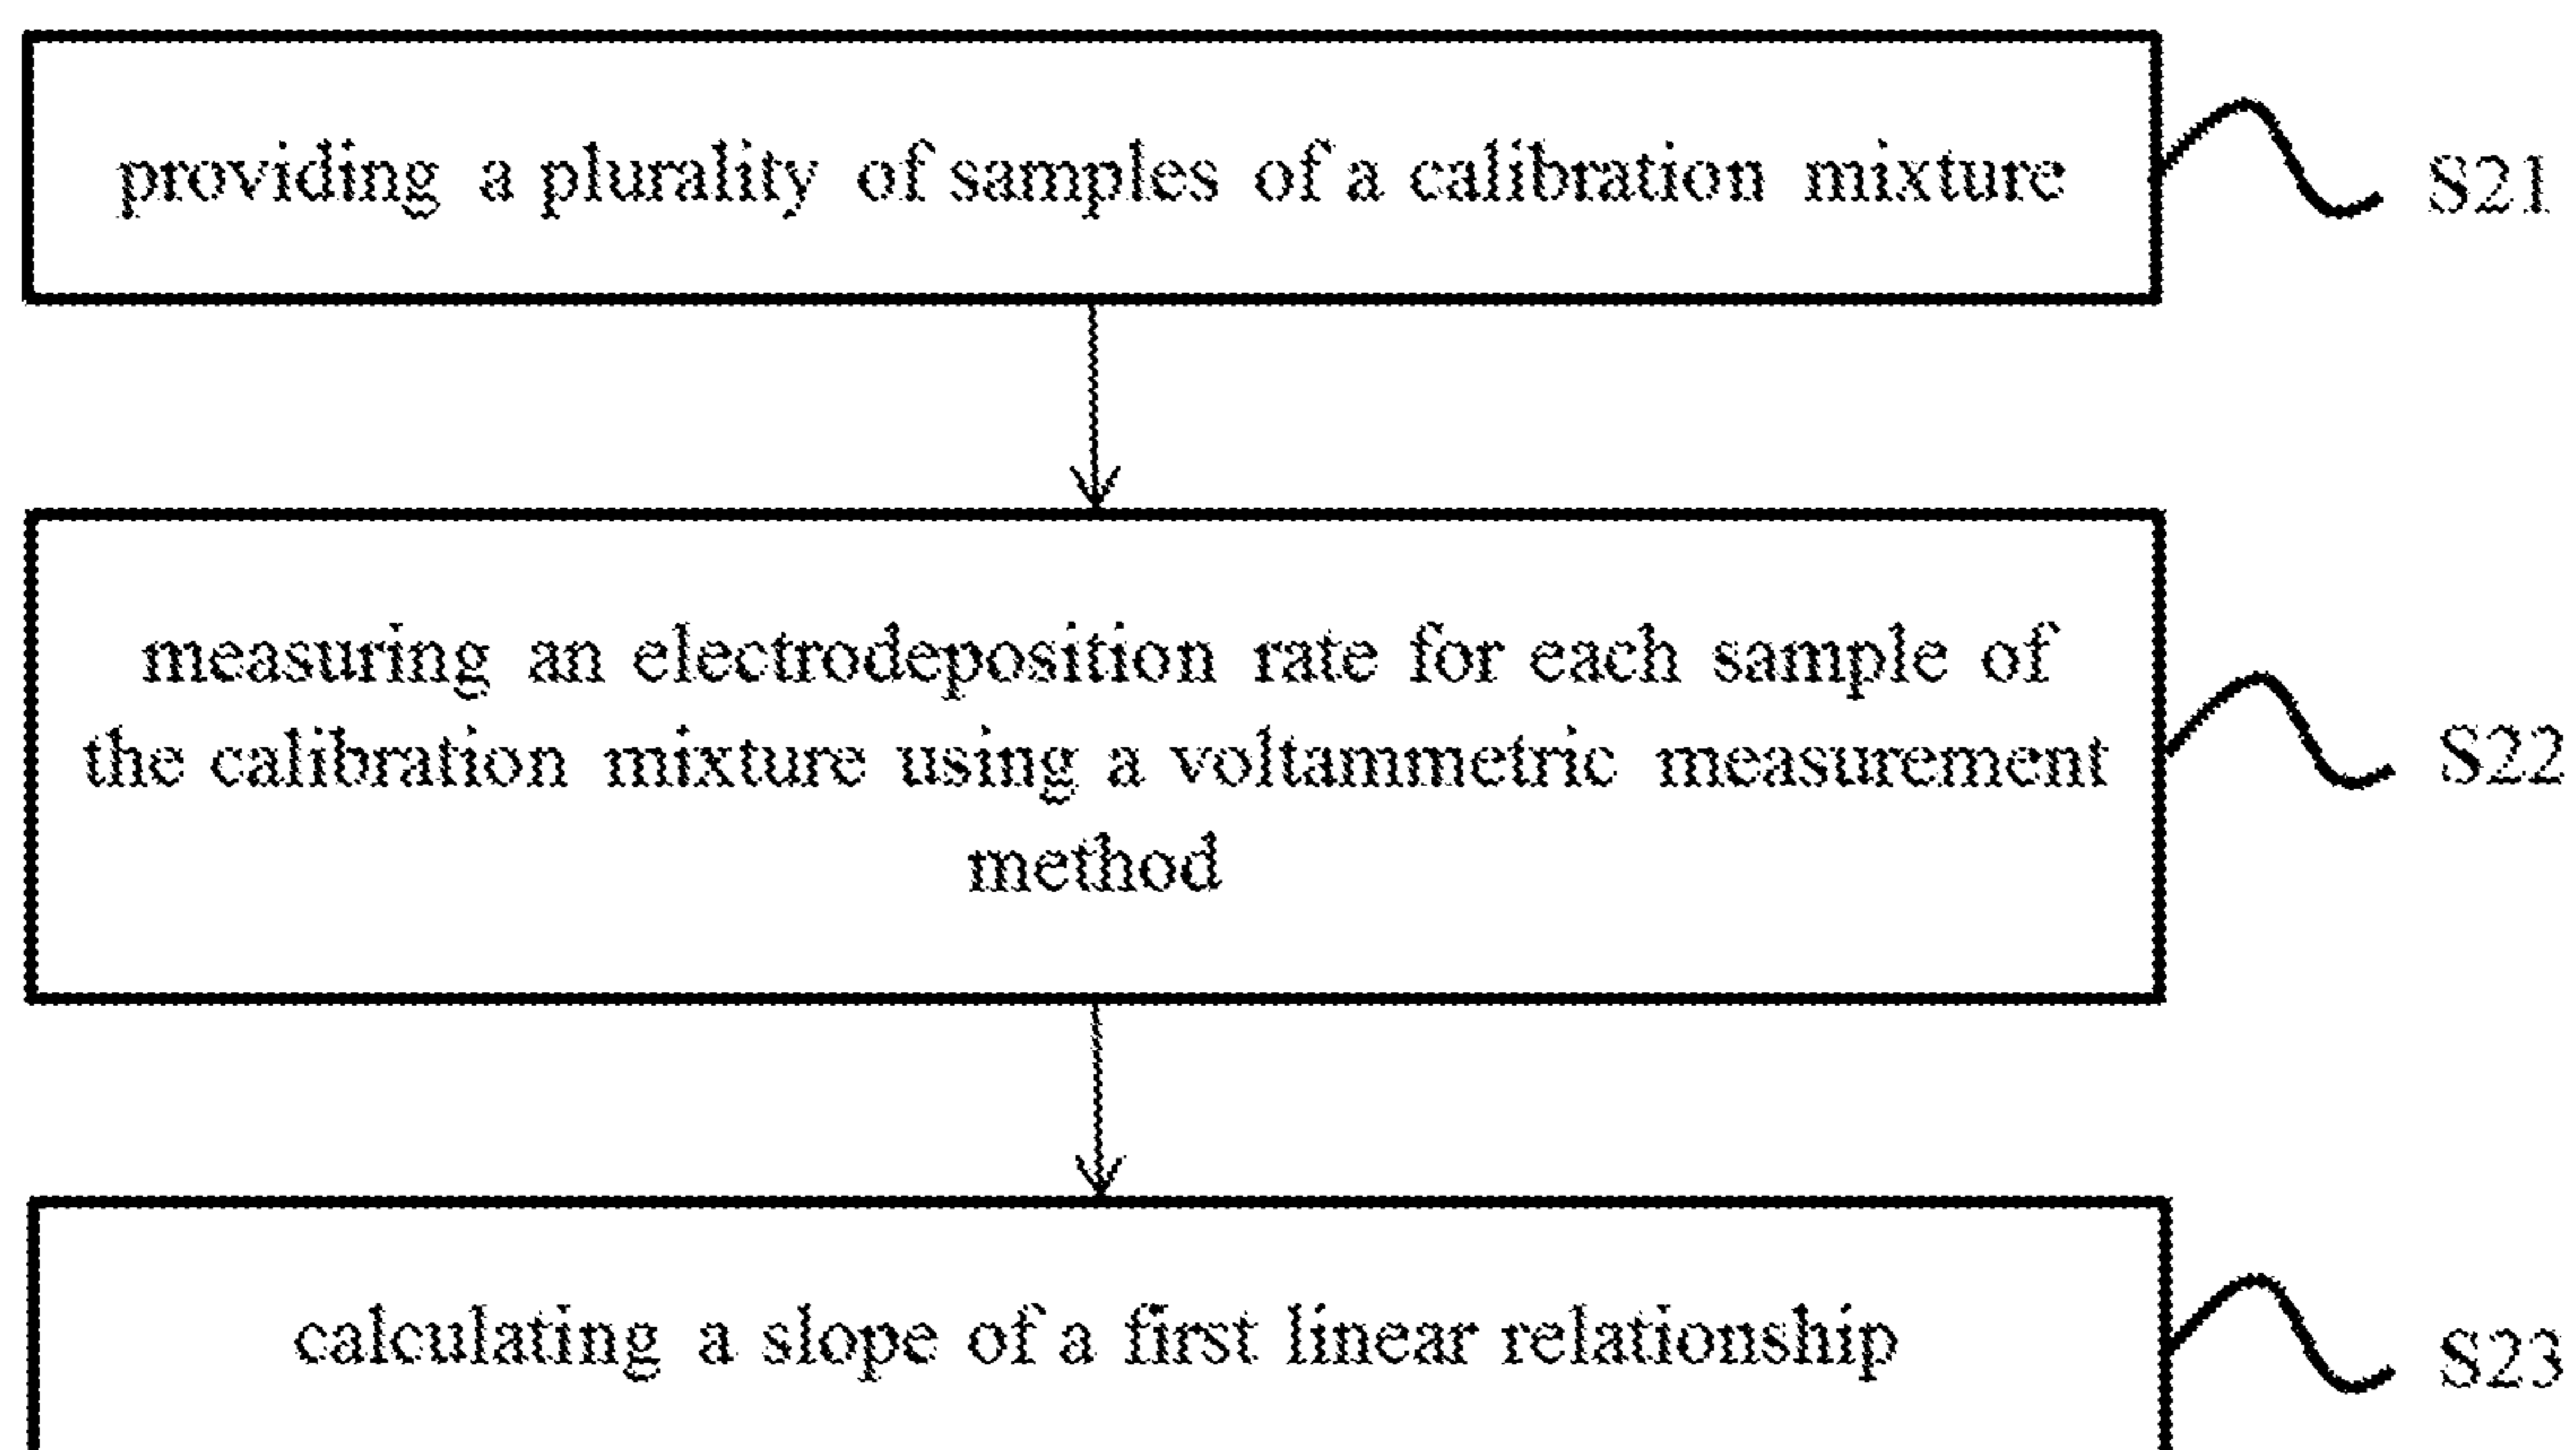 providing a plurality of samples of a calibration mixture
S21
measuring an electrodeposition rate for each sample of
the calibration mixture using a voltammetric measurement
method
S22
calculating a slope of a first linear relationship
S23